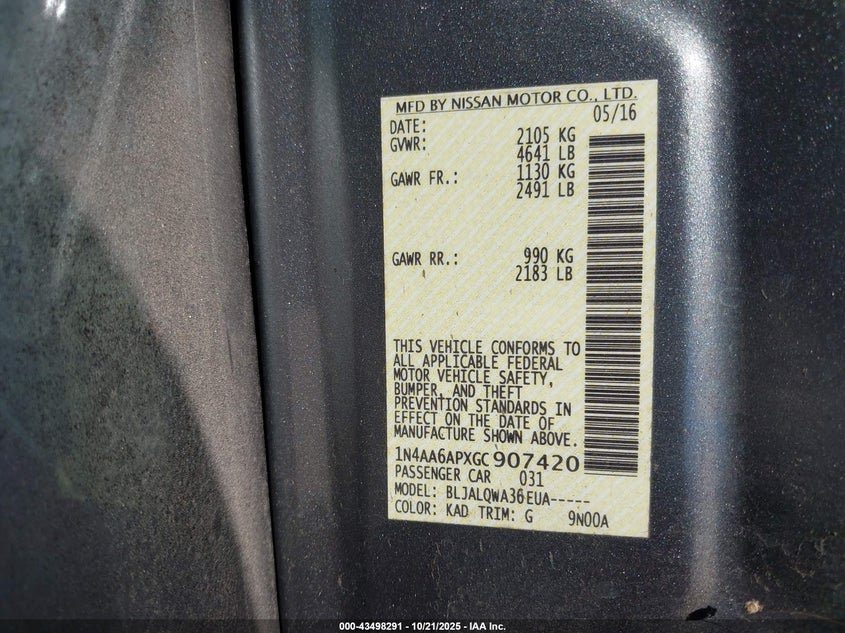 MFD BY NISSAN MOTOR CO., LTD.
DATE: 05/16
GVWR: 2105 KG
4641 LB
GAWR FR.: 1130 KG
2491 LB
GAWR RR.: 990 KG
2183 LB
THIS VEHICLE CONFORMS TO
ALL APPLICABLE FEDERAL
MOTOR VEHICLE SAFETY,
BUMPER, AND THEFT
PREVENTION STANDARDS IN
EFFECT ON THE DATE OF
MANUFACTURE SHOWN ABOVE.
1N4AA6APXGC907420
PASSENGER CAR 031
MODEL: BLJALQWA36EUA-----
COLOR: KAD TRIM: G 9N00A
000-43498291 - 10/21/2025 - IAA Inc.